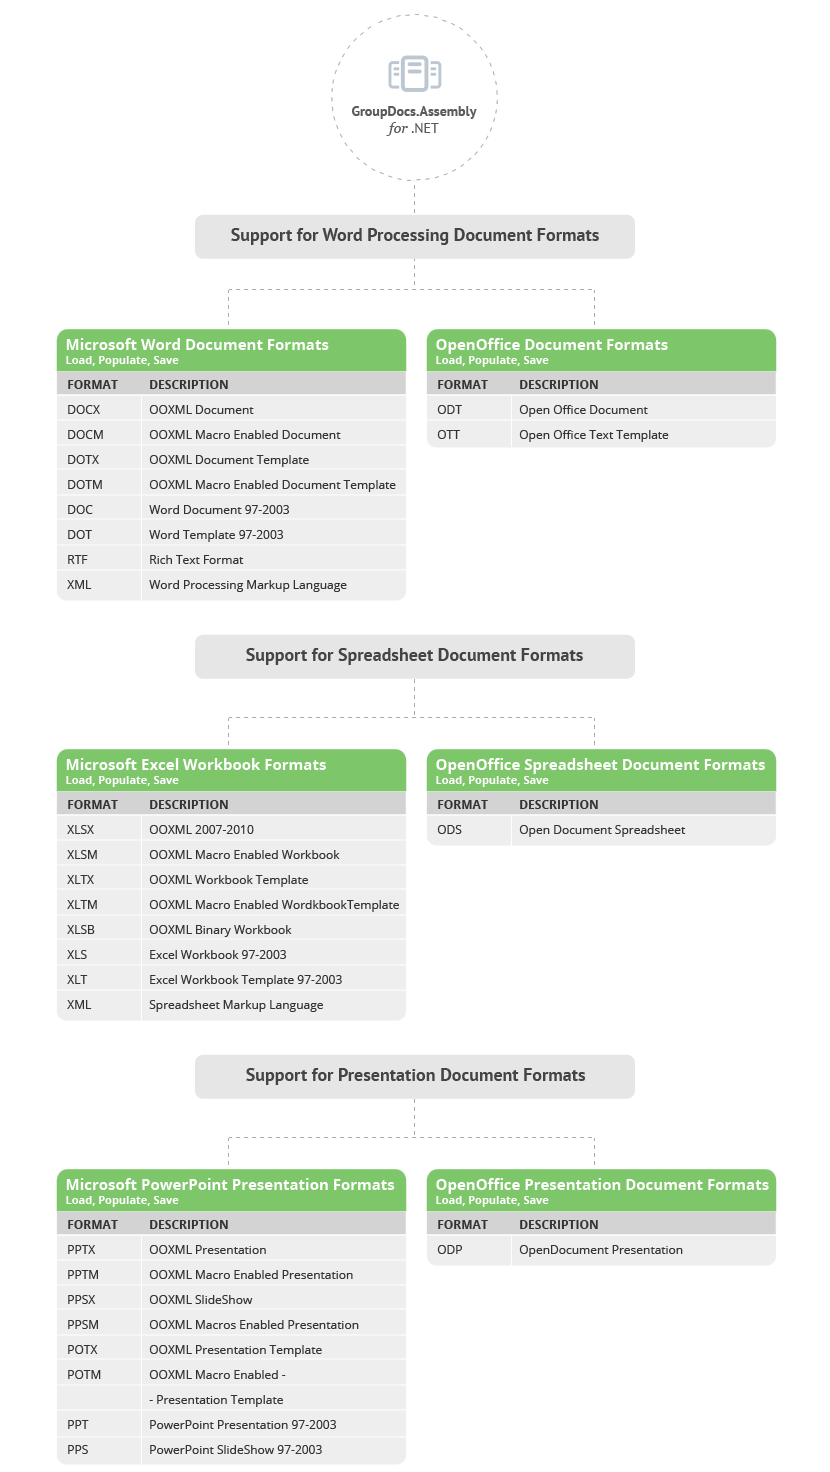 GroupDocs.Assembly
for .NET
Support for Word Processing Document Formats
Microsoft Word Document Formats
Load, Populate, Save
FORMAT DESCRIPTION
DOCX OOXML Document
DOCM OOXML Macro Enabled Document
DOTX OOXML Document Template
DOTM OOXML Macro Enabled Document Template
DOC Word Document 97-2003
DOT Word Template 97-2003
RTF Rich Text Format
XML Word Processing Markup Language
OpenOffice Document Formats
Load, Populate, Save
FORMAT DESCRIPTION
ODT Open Office Document
OTT Open Office Text Template
Support for Spreadsheet Document Formats
Microsoft Excel Workbook Formats
Load, Populate, Save
FORMAT DESCRIPTION
XLSX OOXML 2007-2010
XLSM OOXML Macro Enabled Workbook
XLTX OOXML Workbook Template
XLTM OOXML Macro Enabled WordkbookTemplate
XLSB OOXML Binary Workbook
XLS Excel Workbook 97-2003
XLT Excel Workbook Template 97-2003
XML Spreadsheet Markup Language
OpenOffice Spreadsheet Document Formats
Load, Populate, Save
FORMAT DESCRIPTION
ODS Open Document Spreadsheet
Support for Presentation Document Formats
Microsoft PowerPoint Presentation Formats
Load, Populate, Save
FORMAT DESCRIPTION
PPTX OOXML Presentation
PPTM OOXML Macro Enabled Presentation
PPSX OOXML SlideShow
PPSM OOXML Macros Enabled Presentation
POTX OOXML Presentation Template
POTM OOXML Macro Enabled -
- Presentation Template
PPT PowerPoint Presentation 97-2003
PPS PowerPoint SlideShow 97-2003
OpenOffice Presentation Document Formats
Load, Populate, Save
FORMAT DESCRIPTION
ODP OpenDocument Presentation